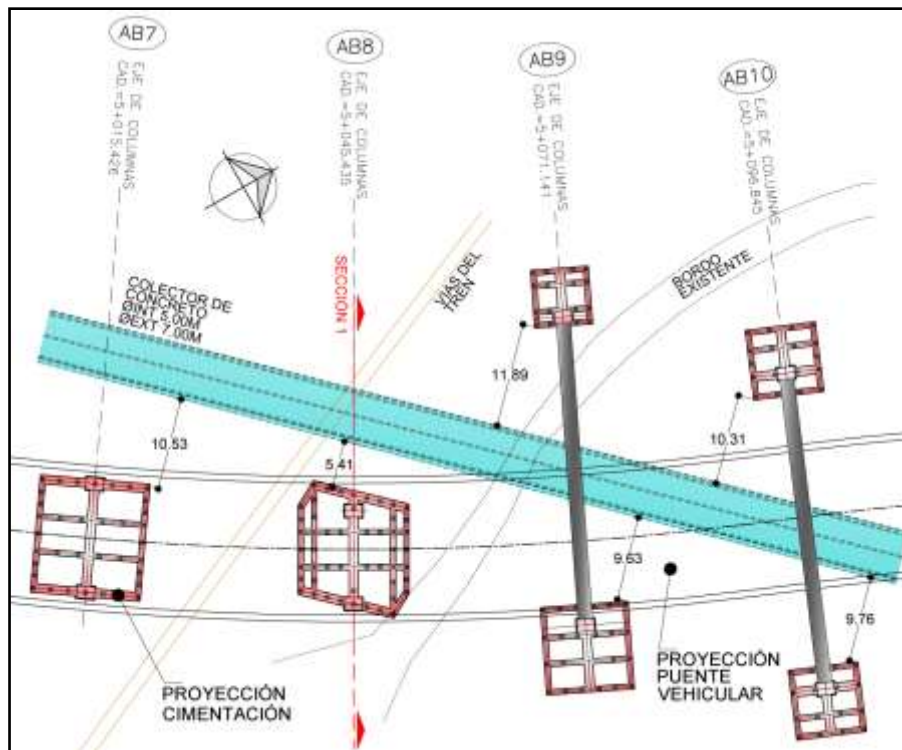 AB7
EJE DE COLUMNAS
CAD.=5+015.426
AB8
EJE DE COLUMNAS
CAD.=5+045.435
AB9
EJE DE COLUMNAS
CAD.=5+071.141
AB10
EJE DE COLUMNAS
CAD.=5+096.845
SECCIÓN 1
COLECTOR DE
CONCRETO
ØINT 5.00M
ØEXT 7.00M
VÍAS DEL
TREN
BORDO
EXISTENTE
11.89
10.53
5.41
10.31
9.63
9.76
PROYECCIÓN
CIMENTACIÓN
PROYECCIÓN
PUENTE
VEHICULAR